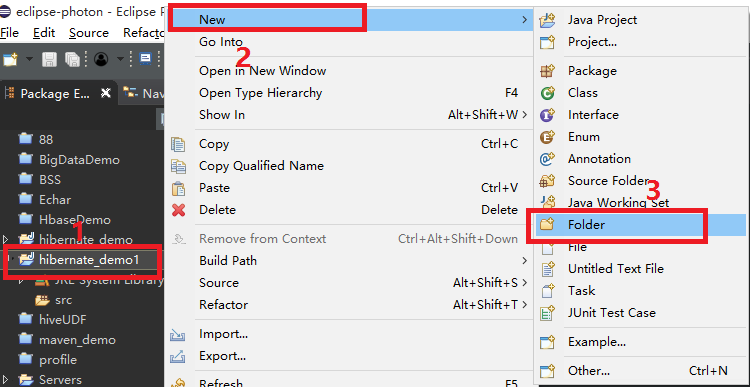 eclipse-photon - Eclipse P
File Edit Source Refacto
Package E...
Nav
88
BigDataDemo
BSS
Echar
HbaseDemo
1
hibernate_demo
hibernate_demo1
JRE System Library
src
hiveUDF
maven_demo
profile
Servers
New
2
Go Into
Open in New Window
Open Type Hierarchy F4
Show In Alt+Shift+W
Copy Ctrl+C
Copy Qualified Name
Paste Ctrl+V
Delete Delete
Remove from Context Ctrl+Alt+Shift+Down
Build Path
Source Alt+Shift+S
Refactor Alt+Shift+T
Import...
Export...
Refresh F5
Java Project
Project...
Package
Class
Interface
Enum
Annotation
Source Folder
3
Java Working Set
Folder
File
Untitled Text File
Task
JUnit Test Case
Example...
Other... Ctrl+N